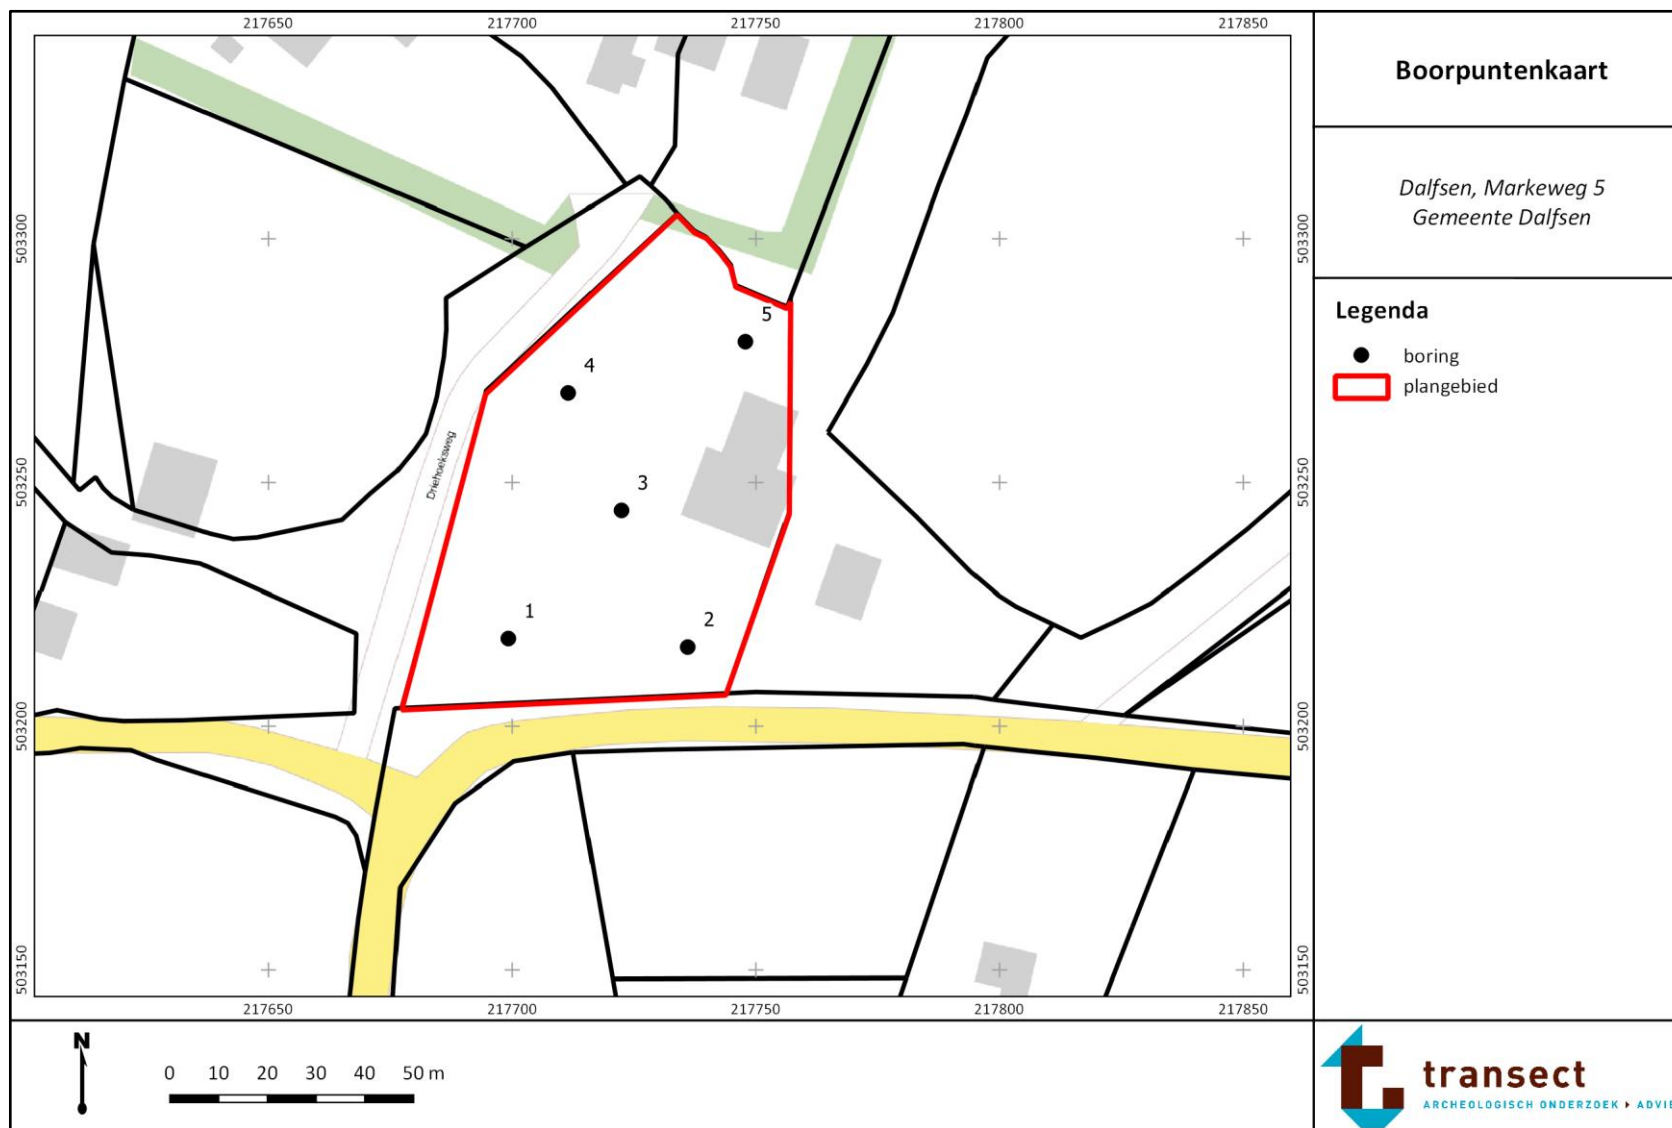 217650 217700 217750 217800 217850
Boorpuntenkaart
Dalfsen, Markeweg 5
Gemeente Dalfsen
503300 503300
Legenda
boring
plangebied
5
4
Driehoeksweg
503250 503250
3
1
2
503200 503200
503150 503150
217650 217700 217750 217800 217850
N
0 10 20 30 40 50 m
transect
ARCHEOLOGISCH ONDERZOEK ADVIE